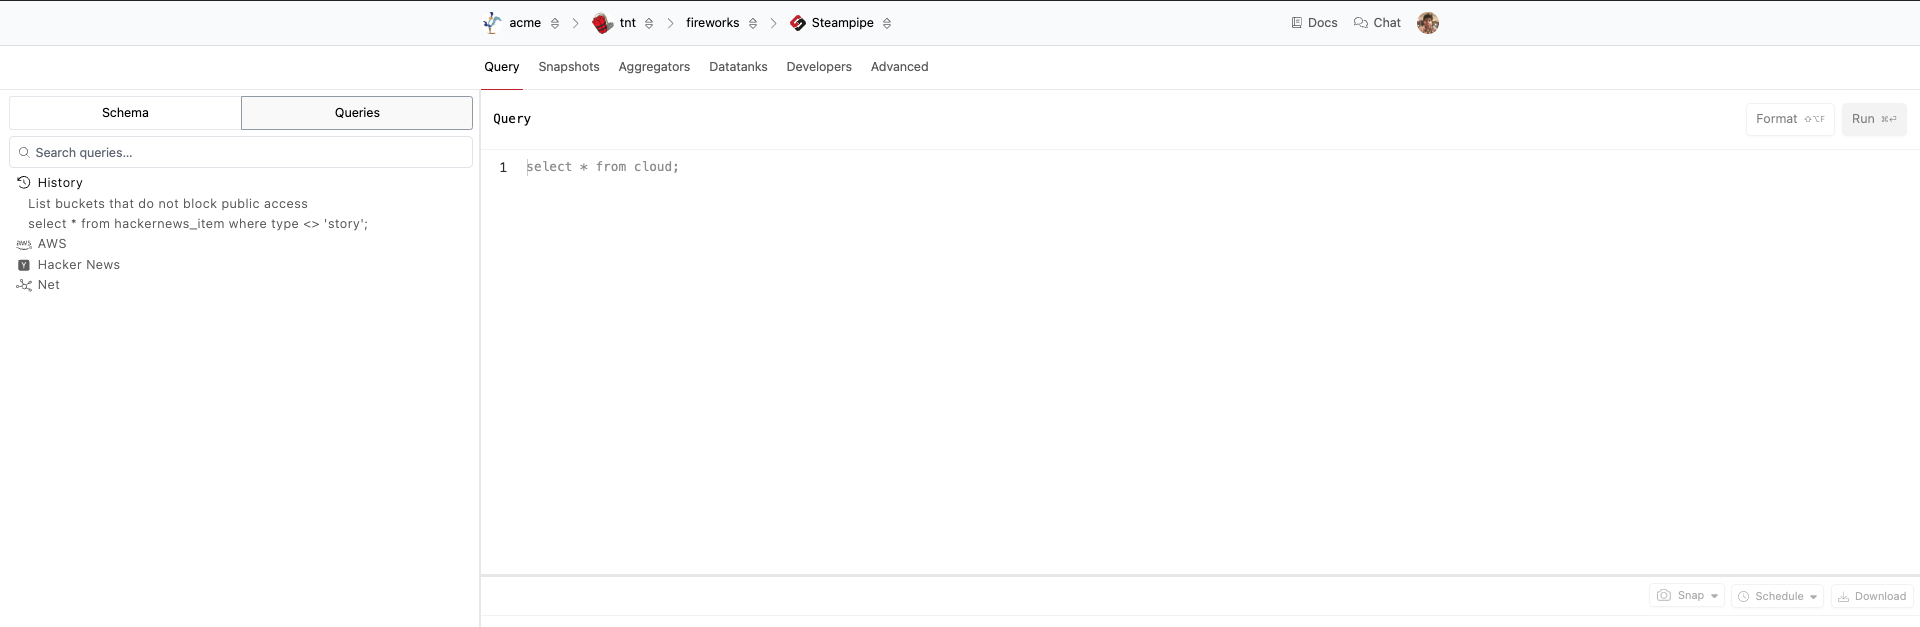 acme tnt fireworks Steampipe Docs Chat
Query Snapshots Aggregators Datatanks Developers Advanced
Schema Queries
Search queries...
History
List buckets that do not block public access
select * from hackernews_item where type <> 'story';
aws AWS
Y Hacker News
Net
Query Format ⇧⌥F Run ⌘↵
1 select * from cloud;
Snap Schedule Download